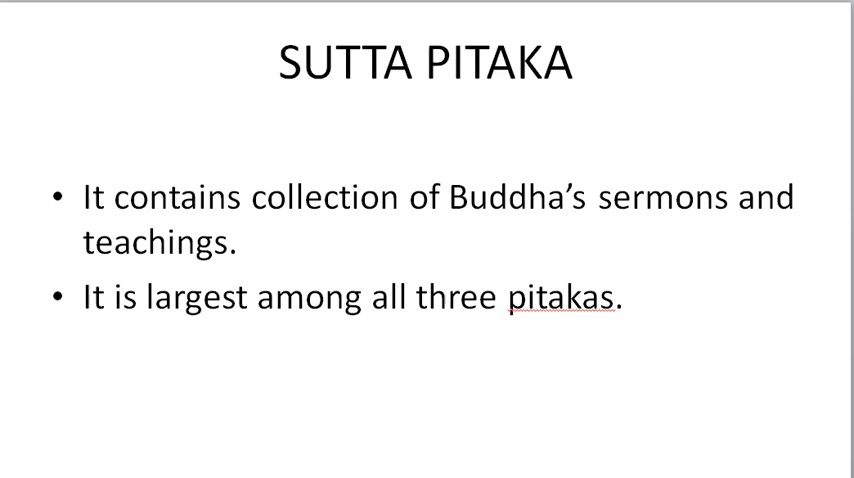 SUTTA PITAKA
• It contains collection of Buddha’s sermons and
teachings.
• It is largest among all three pitakas.